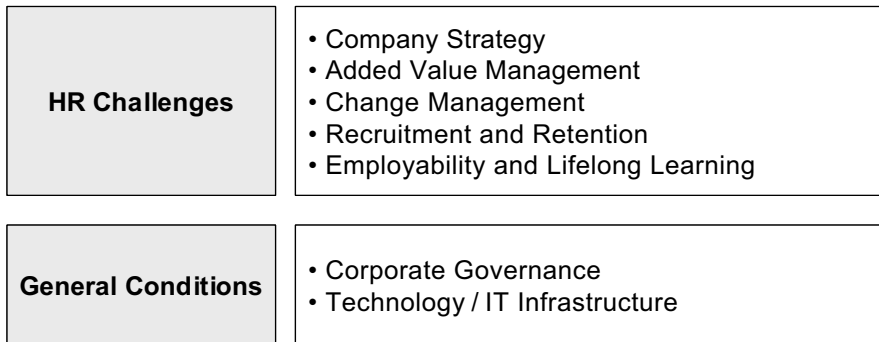 HR Challenges
• Company Strategy
• Added Value Management
• Change Management
• Recruitment and Retention
• Employability and Lifelong Learning
General Conditions
• Corporate Governance
• Technology / IT Infrastructure